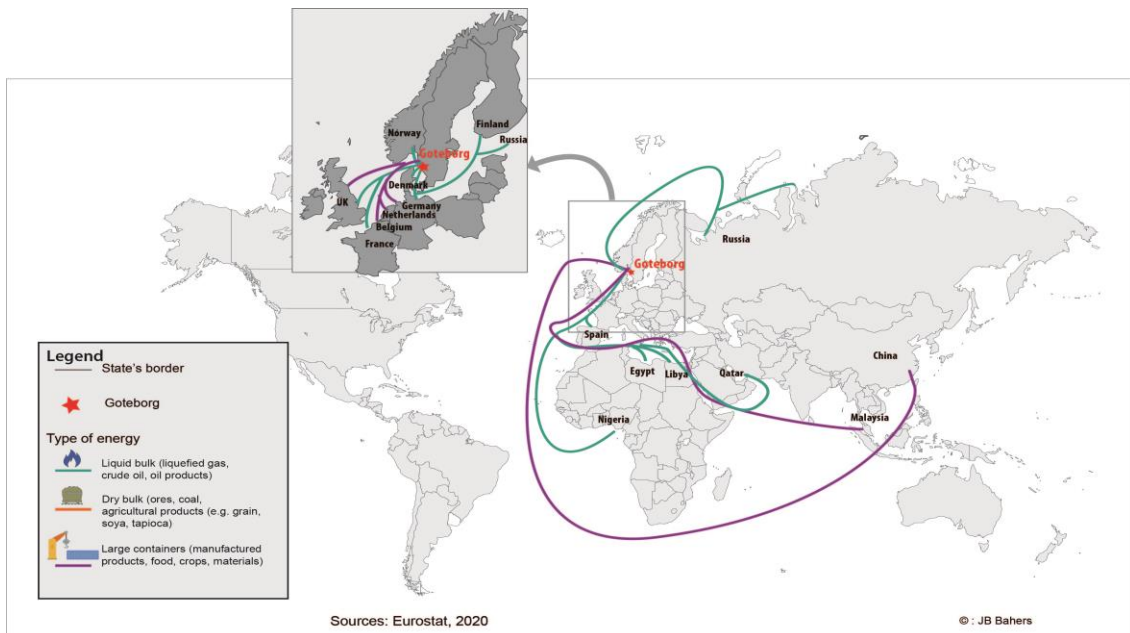 Norway
Finland
Russia
Goteborg
Denmark
UK
Germany
Netherlands
Belgium
France
Russia
Goteborg
Spain
China
Egypt
Libya
Qatar
Malaysia
Nigeria
Legend
State's border
Goteborg
Type of energy
Liquid bulk (liquefied gas,
crude oil, oil products)
Dry bulk (ores, coal,
agricultural products (e.g. grain,
soya, tapioca)
Large containers (manufactured
products, food, crops, materials)
Sources: Eurostat, 2020
© : JB Bahers